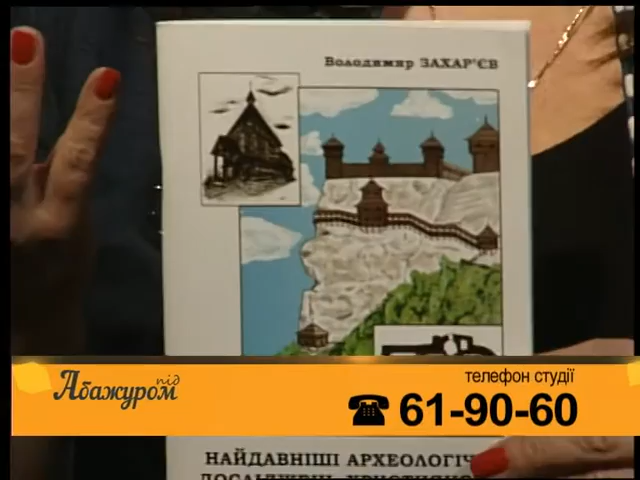 Володимир ЗАХАР'ЄВ
під
Абажуром
телефон студії
61-90-60
НАЙДАВНІШІ АРХЕОЛОГІЧ